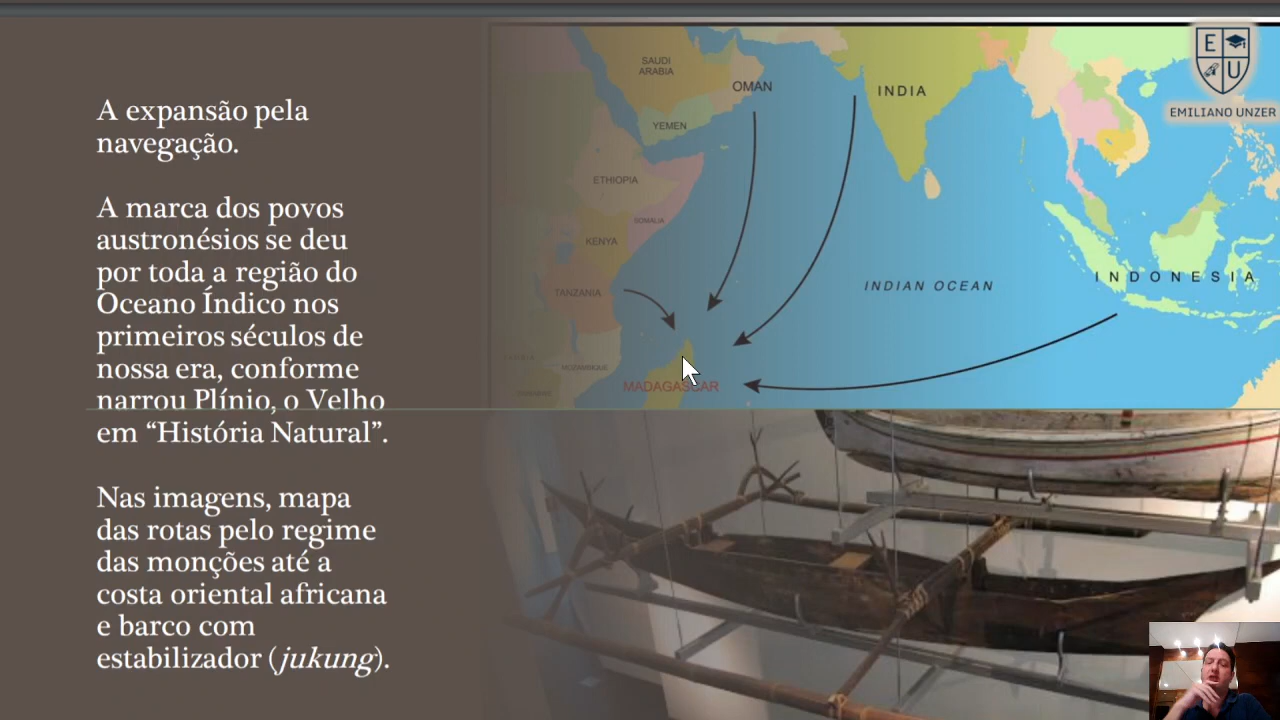 A expansão pela
navegação.
A marca dos povos
austronésios se deu
por toda a região do
Oceano Índico nos
primeiros séculos de
nossa era, conforme
narrou Plínio, o Velho
em “História Natural”.
Nas imagens, mapa
das rotas pelo regime
das monções até a
costa oriental africana
e barco com
estabilizador (jukung).
SAUDI
ARABIA
OMAN
INDIA
YEMEN
ETHIOPIA
SOMALIA
KENYA
TANZANIA
INDIAN OCEAN
INDONESIA
MOZAMBIQUE
MADAGASCAR
E
U
EMILIANO UNZER